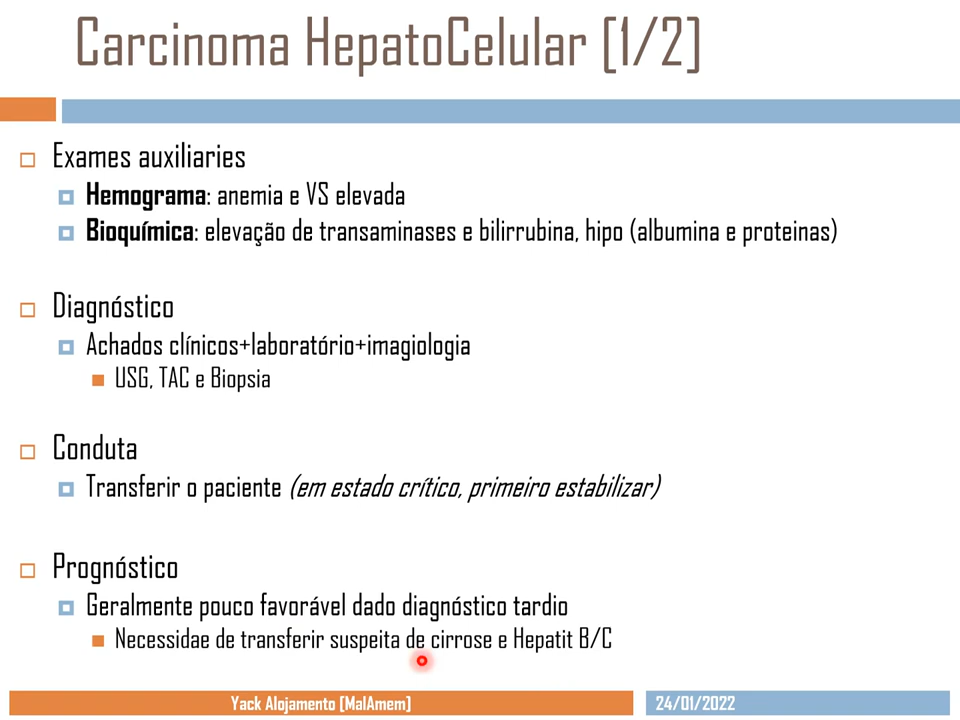 Carcinoma HepatoCelular [1/2]
Exames auxiliaries
Hemograma: anemia e VS elevada
Bioquímica: elevação de transaminases e bilirrubina, hipo (albumina e proteinas)
Diagnóstico
Achados clínicos+laboratório+imagiologia
USG, TAC e Biopsia
Conduta
Transferir o paciente (em estado crítico, primeiro estabilizar)
Prognóstico
Geralmente pouco favorável dado diagnóstico tardio
Necessidae de transferir suspeita de cirrose e Hepatit B/C
Yack Alojamento [MalAmem]
24/01/2022